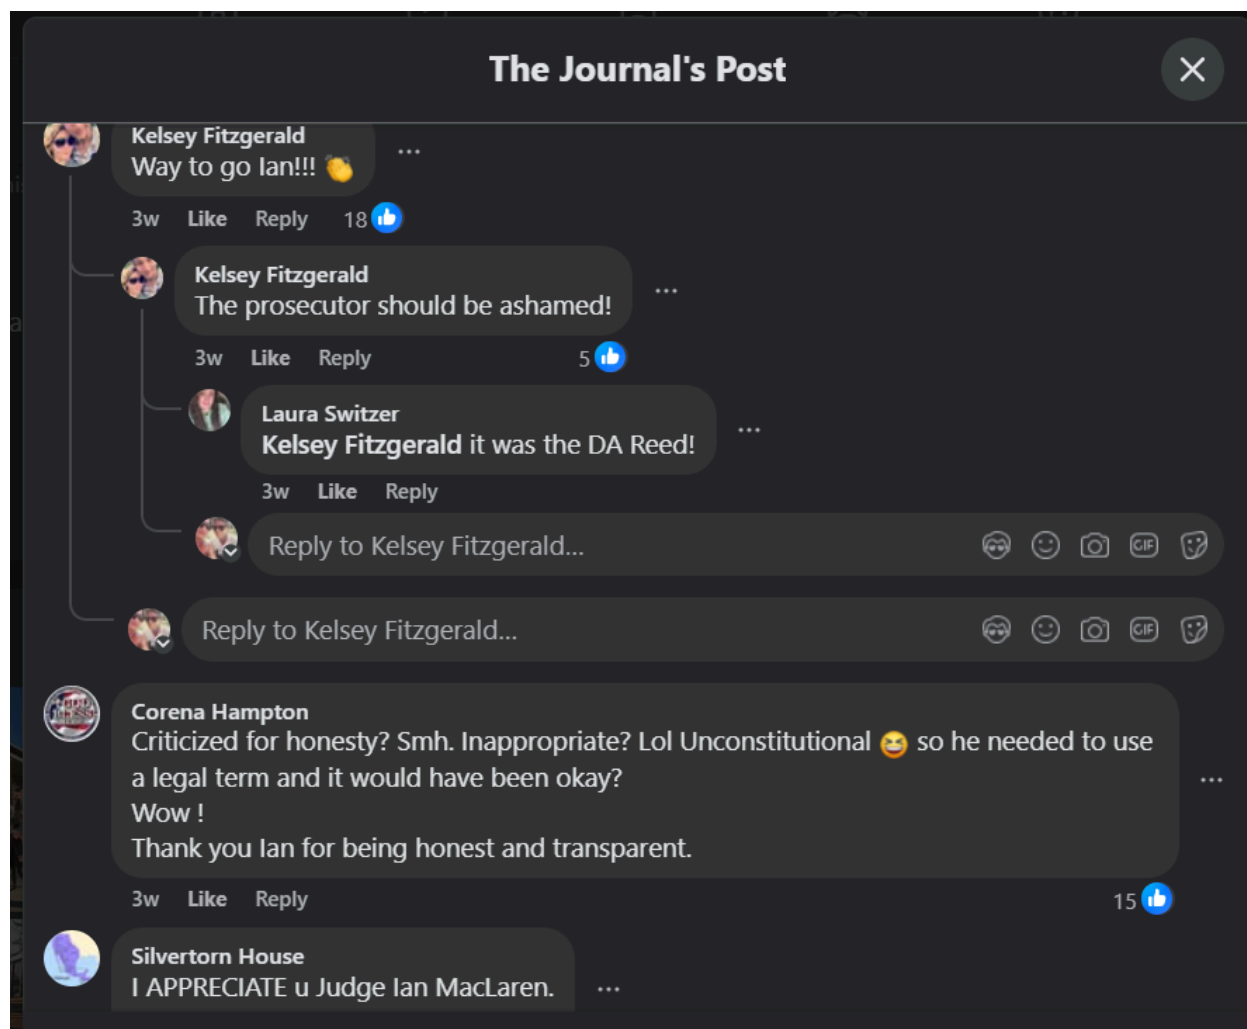 The Journal's Post
Kelsey Fitzgerald
Way to go Ian!!! 👏
3w Like Reply 18
Kelsey Fitzgerald
The prosecutor should be ashamed!
3w Like Reply 5
Laura Switzer
Kelsey Fitzgerald it was the DA Reed!
3w Like Reply
Reply to Kelsey Fitzgerald...
GIF
Reply to Kelsey Fitzgerald...
GIF
Corena Hampton
Criticized for honesty? Smh. Inappropriate? Lol Unconstitutional 😆 so he needed to use
a legal term and it would have been okay?
Wow !
Thank you Ian for being honest and transparent.
3w Like Reply 15
Silvertorn House
I APPRECIATE u Judge Ian MacLaren.